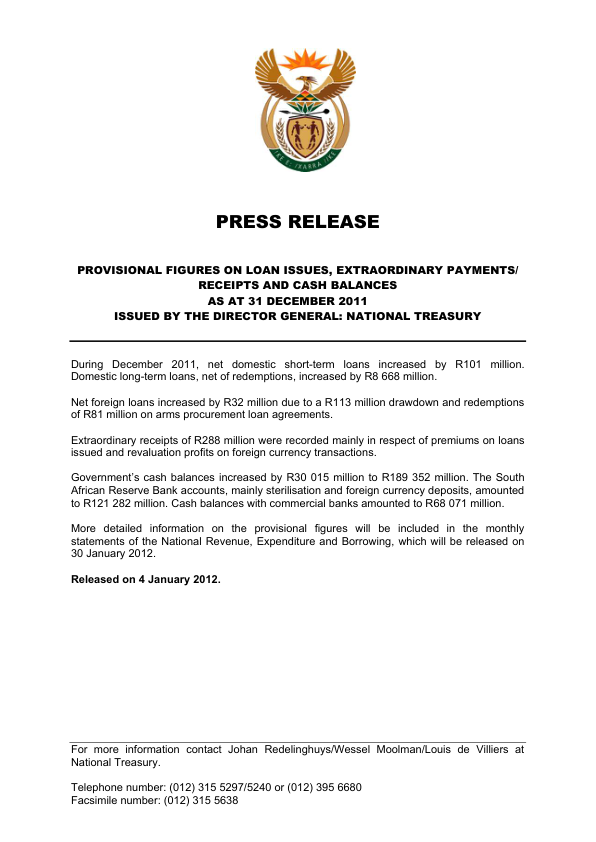 !KE E: /XARRA //KE
PRESS RELEASE
PROVISIONAL FIGURES ON LOAN ISSUES, EXTRAORDINARY PAYMENTS/
RECEIPTS AND CASH BALANCES
AS AT 31 DECEMBER 2011
ISSUED BY THE DIRECTOR GENERAL: NATIONAL TREASURY
During December 2011, net domestic short-term loans increased by R101 million.
Domestic long-term loans, net of redemptions, increased by R8 668 million.
Net foreign loans increased by R32 million due to a R113 million drawdown and redemptions
of R81 million on arms procurement loan agreements.
Extraordinary receipts of R288 million were recorded mainly in respect of premiums on loans
issued and revaluation profits on foreign currency transactions.
Government's cash balances increased by R30 015 million to R189 352 million. The South
African Reserve Bank accounts, mainly sterilisation and foreign currency deposits, amounted
to R121 282 million. Cash balances with commercial banks amounted to R68 071 million.
More detailed information on the provisional figures will be included in the monthly
statements of the National Revenue, Expenditure and Borrowing, which will be released on
30 January 2012.
Released on 4 January 2012.
For more information contact Johan Redelinghuys/Wessel Moolman/Louis de Villiers at
National Treasury.
Telephone number: (012) 315 5297/5240 or (012) 395 6680
Facsimile number: (012) 315 5638